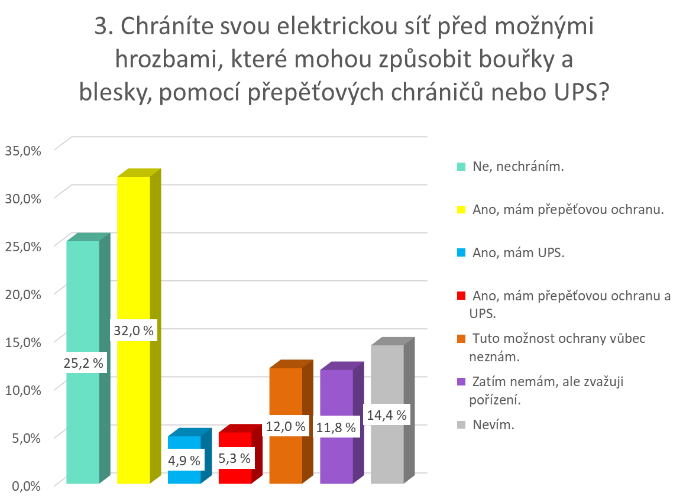 3. Chráníte svou elektrickou síť před možnými
hrozbami, které mohou způsobit bouřky a
blesky, pomocí přepěťových chráničů nebo UPS?
35,0%
30,0%
25,0%
20,0%
15,0%
10,0%
5,0%
0,0%
25,2 %
32,0 %
4,9 %
5,3 %
12,0 %
11,8 %
14,4 %
Ne, nechráním.
Ano, mám přepěťovou ochranu.
Ano, mám UPS.
Ano, mám přepěťovou ochranu a
UPS.
Tuto možnost ochrany vůbec
neznám.
Zatím nemám, ale zvažuji
pořízení.
Nevím.